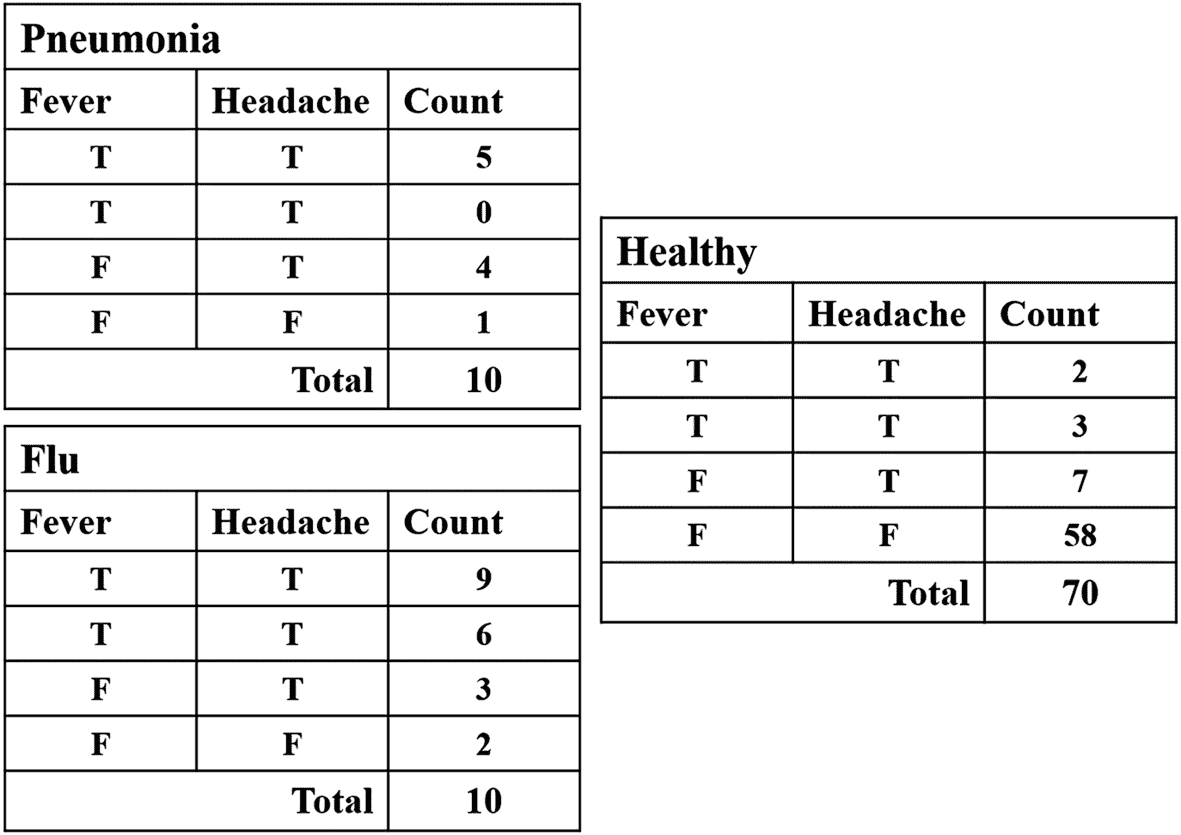 Pneumonia
Fever Headache Count
T T 5
T T 0
F T 4
F F 1
Total 10
Flu
Fever Headache Count
T T 9
T T 6
F T 3
F F 2
Total 10
Healthy
Fever Headache Count
T T 2
T T 3
F T 7
F F 58
Total 70